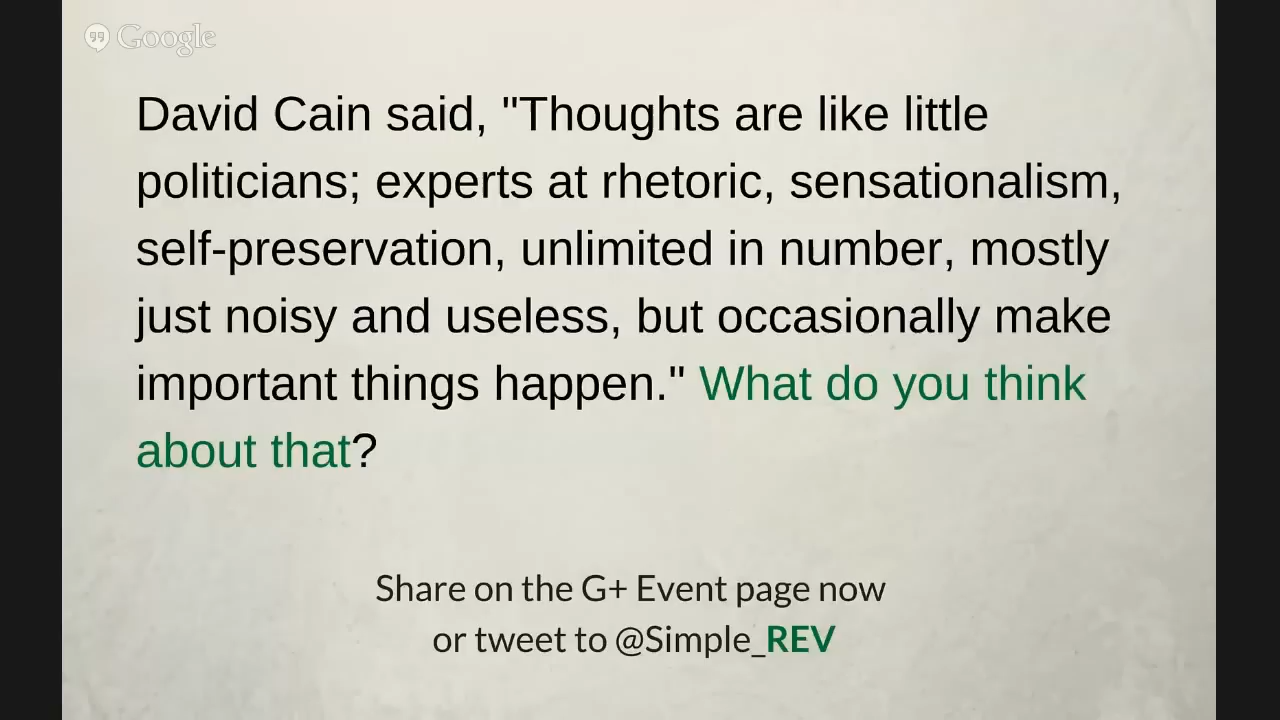 Google
David Cain said, "Thoughts are like little
politicians; experts at rhetoric, sensationalism,
self-preservation, unlimited in number, mostly
just noisy and useless, but occasionally make
important things happen." What do you think
about that?
Share on the G+ Event page now
or tweet to @Simple_REV